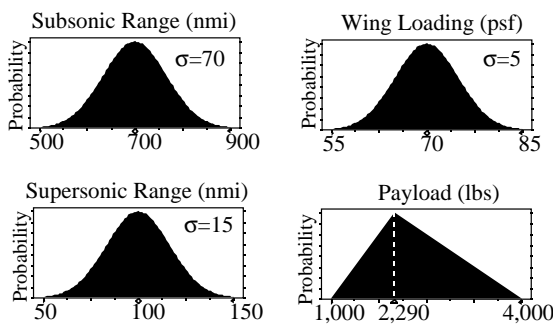 Subsonic Range (nmi)
Probability
σ=70
500 700 900
Wing Loading (psf)
Probability
σ=5
55 70 85
Supersonic Range (nmi)
Probability
σ=15
50 100 150
Payload (lbs)
Probability
1,000 2,290 4,000